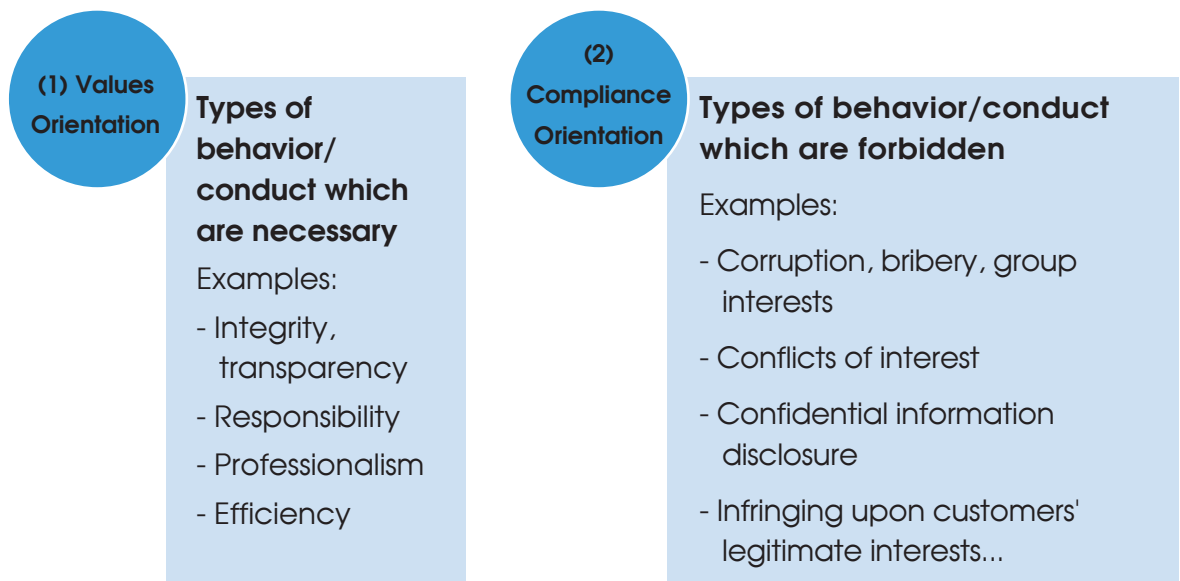 (1) Values
Orientation
Types of
behavior/
conduct which
are necessary
Examples:
- Integrity,
transparency
- Responsibility
- Professionalism
- Efficiency
(2)
Compliance
Orientation
Types of behavior/conduct
which are forbidden
Examples:
- Corruption, bribery, group
interests
- Conflicts of interest
- Confidential information
disclosure
- Infringing upon customers'
legitimate interests...